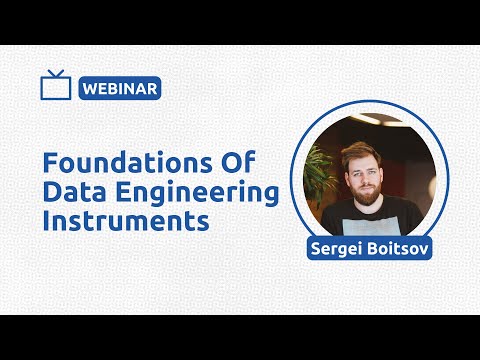 WEBINAR
Foundations Of
Data Engineering
Instruments
Sergei Boitsov